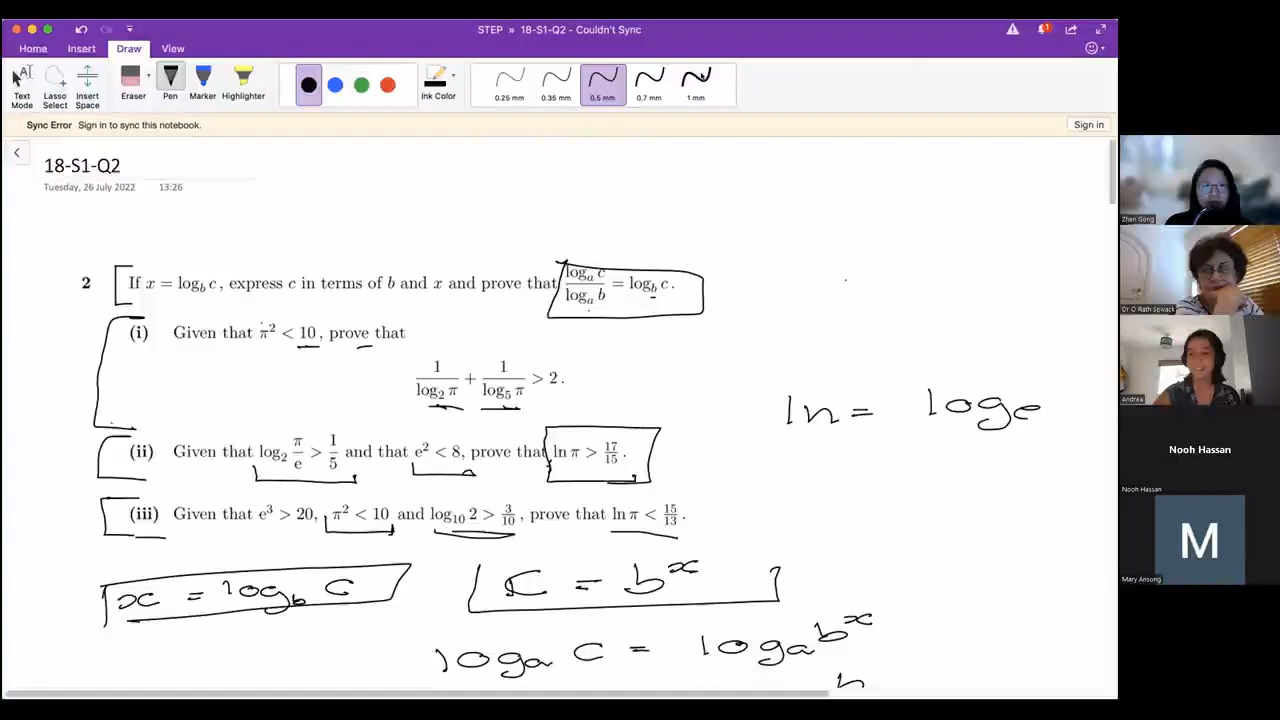 STEP » 18-S1-Q2 - Couldn't Sync
Home Insert Draw View
Text Mode Lasso Select Insert Space Eraser Pen Marker Highlighter Ink Color 0.25 mm 0.35 mm 0.5 mm 0.7 mm 1 mm
Sync Error Sign in to sync this notebook. Sign in
18-S1-Q2
Tuesday, 26 July 2022 13:26
2 If x = log_b c, express c in terms of b and x and prove that log_a c / log_a b = log_b c.
(i) Given that π² < 10, prove that
1/log₂ π + 1/log₅ π > 2.
(ii) Given that log₂ π/e > 1/5 and that e² < 8, prove that ln π > 17/15.
(iii) Given that e³ > 20, π² < 10 and log₁₀ 2 > 3/10, prove that ln π < 15/13.
ln = log e
x = log_b c
c = b^x
log_a c = log_a b^x
Zhen Gong
Dr O Rath Spivack
Andrea
Nooh Hassan
Nooh Hassan
M
Mary Ansong